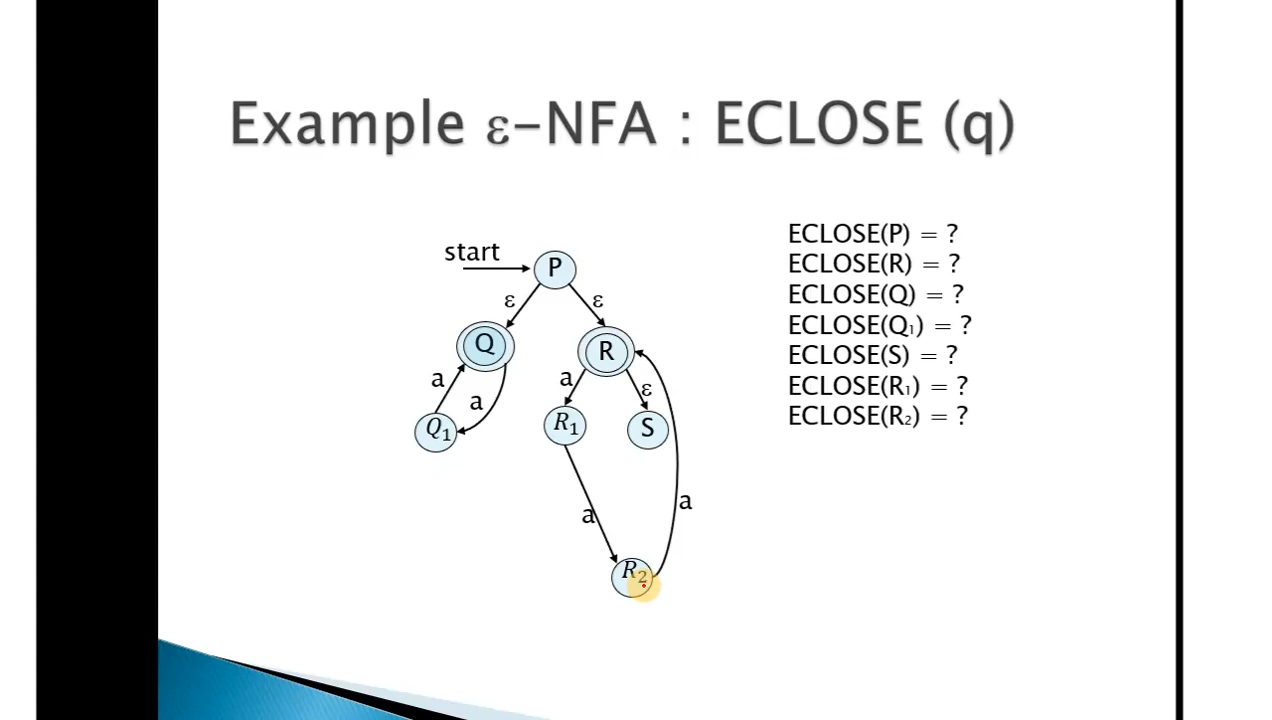 Example ε-NFA : ECLOSE (q)
start
P
ε ε
Q
R
a
a
a
ε
Q₁
R₁
S
a
a
R₂
ECLOSE(P) = ?
ECLOSE(R) = ?
ECLOSE(Q) = ?
ECLOSE(Q₁) = ?
ECLOSE(S) = ?
ECLOSE(R₁) = ?
ECLOSE(R₂) = ?